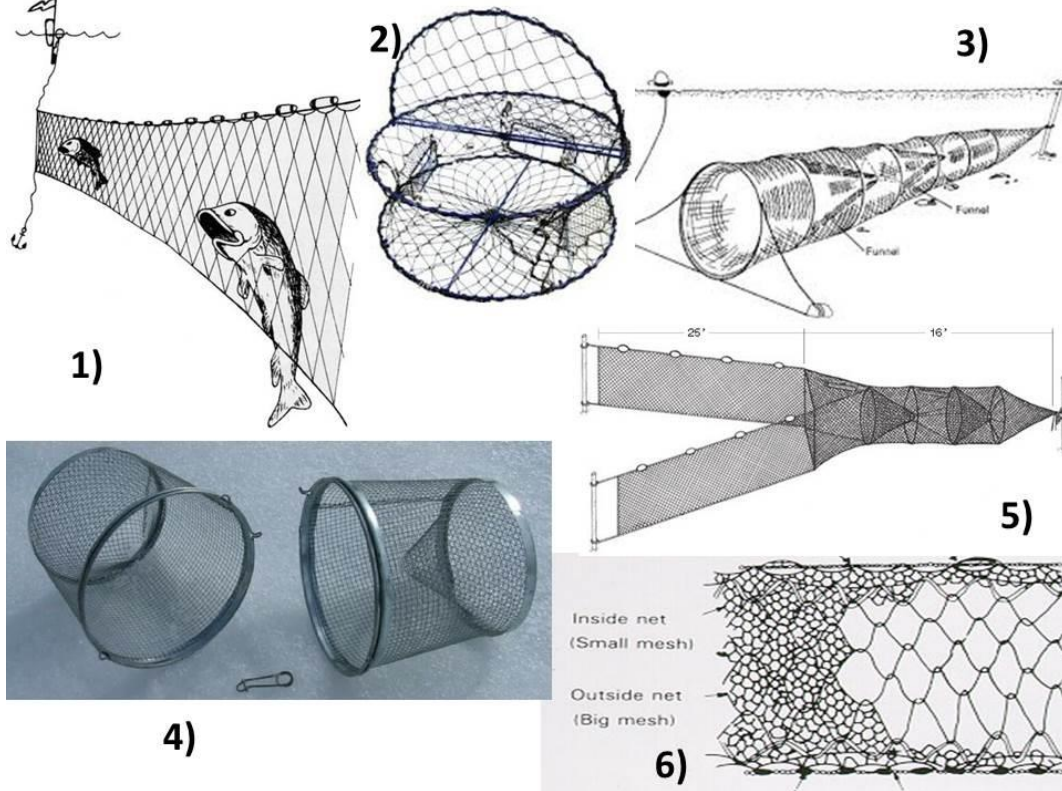 1)
2)
3)
Funnel
Funnel
4)
25'
16'
5)
Inside net
(Small mesh)
Outside net
(Big mesh)
6)